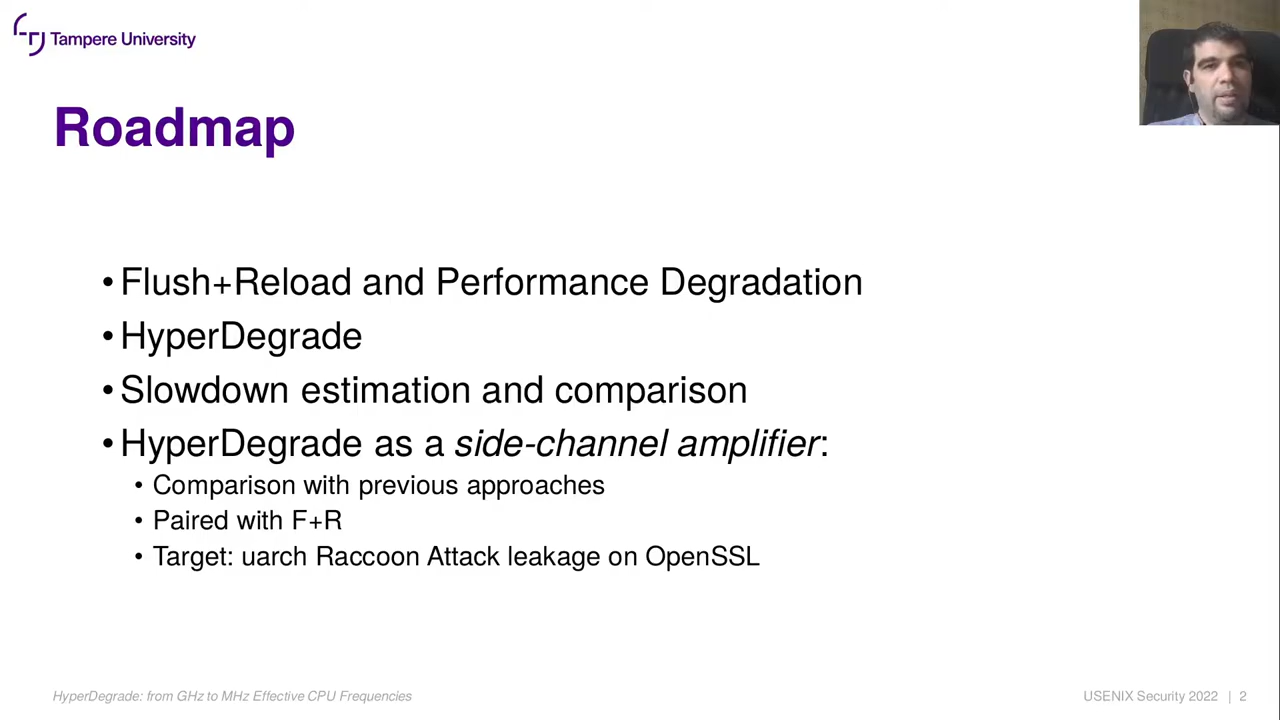 Tampere University
Roadmap
• Flush+Reload and Performance Degradation
• HyperDegrade
• Slowdown estimation and comparison
• HyperDegrade as a side-channel amplifier:
• Comparison with previous approaches
• Paired with F+R
• Target: uarch Raccoon Attack leakage on OpenSSL
HyperDegrade: from GHz to MHz Effective CPU Frequencies
USENIX Security 2022 | 2